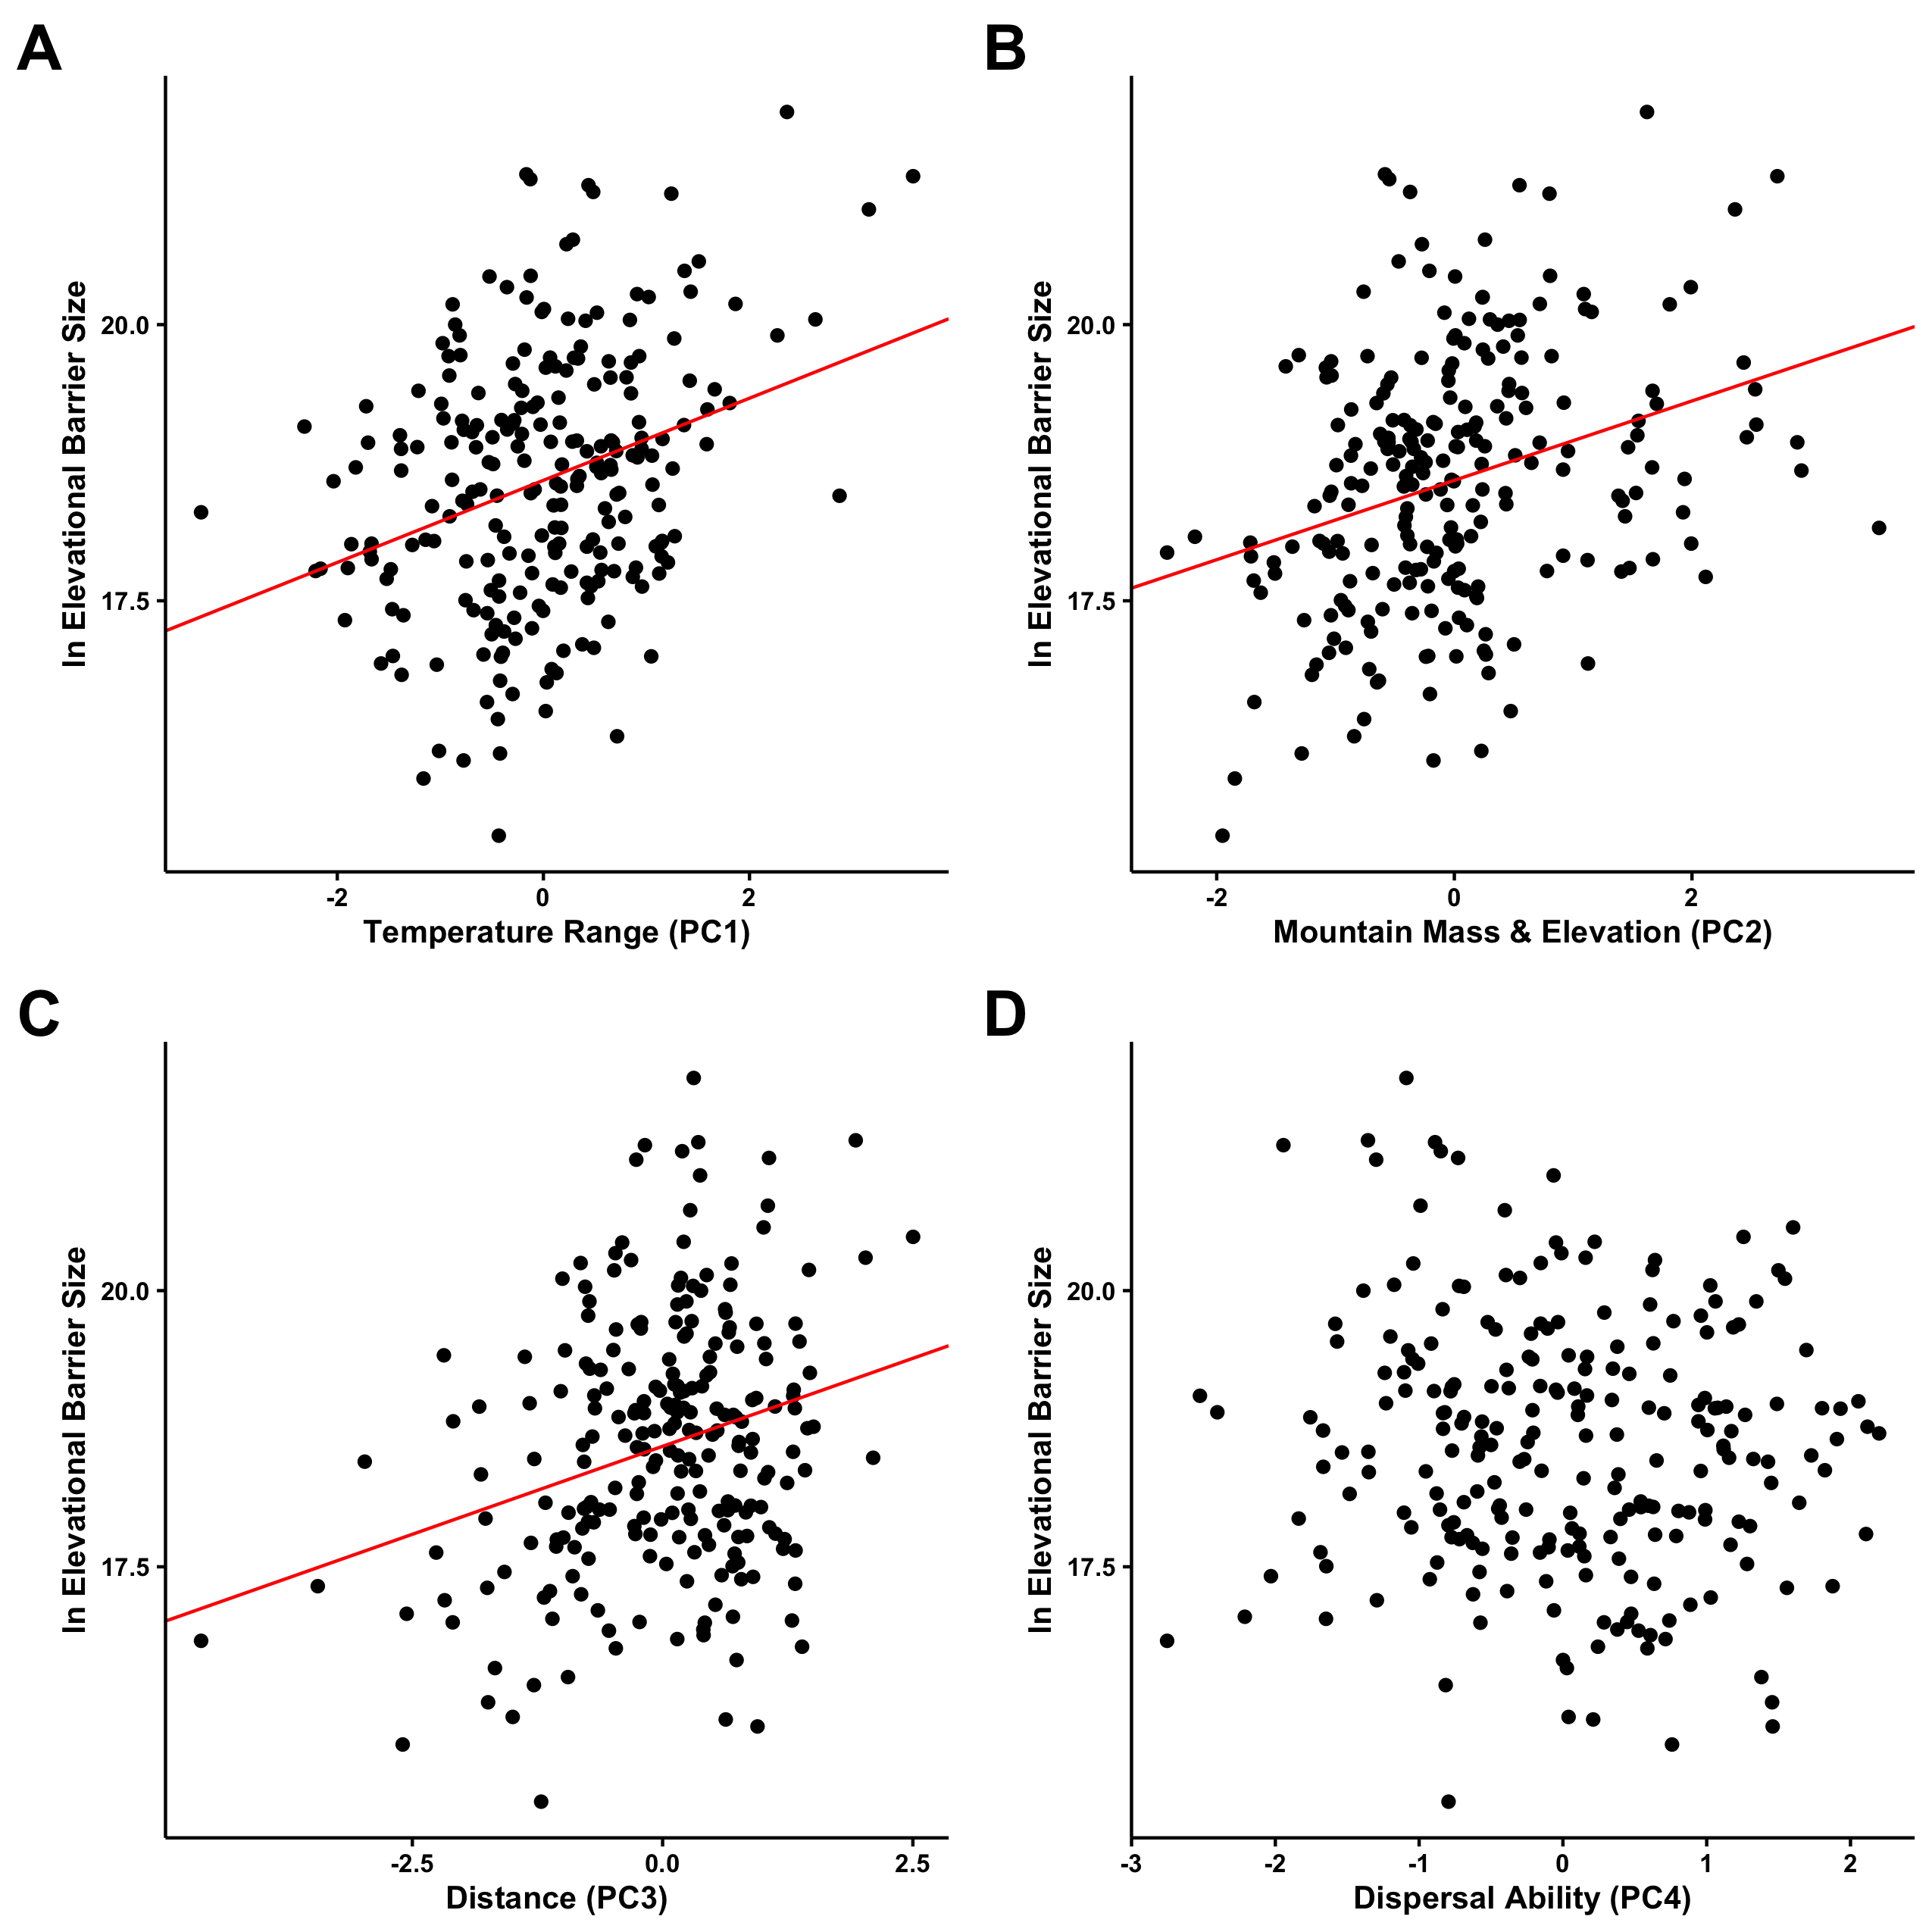 A
ln Elevational Barrier Size
20.0
17.5
-2 0 2
Temperature Range (PC1)
B
ln Elevational Barrier Size
20.0
17.5
-2 0 2
Mountain Mass & Elevation (PC2)
C
ln Elevational Barrier Size
20.0
17.5
-2.5 0.0 2.5
Distance (PC3)
D
ln Elevational Barrier Size
20.0
17.5
-3 -2 -1 0 1 2
Dispersal Ability (PC4)